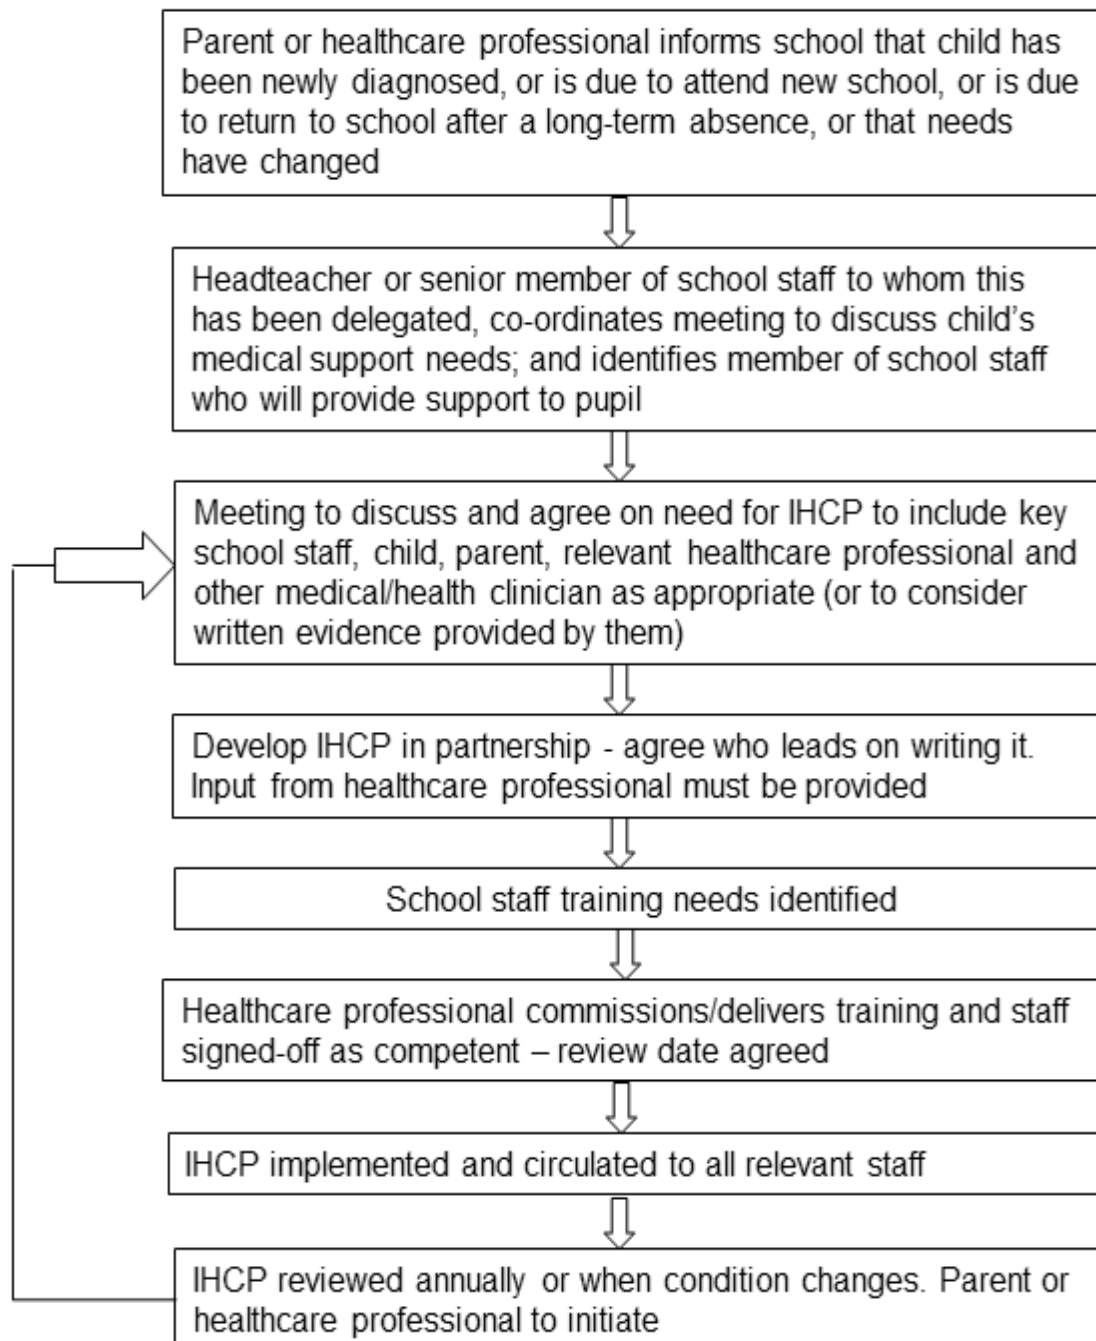 Parent or healthcare professional informs school that child has
been newly diagnosed, or is due to attend new school, or is due
to return to school after a long-term absence, or that needs
have changed
Headteacher or senior member of school staff to whom this
has been delegated, co-ordinates meeting to discuss child's
medical support needs; and identifies member of school staff
who will provide support to pupil
Meeting to discuss and agree on need for IHCP to include key
school staff, child, parent, relevant healthcare professional and
other medical/health clinician as appropriate (or to consider
written evidence provided by them)
Develop IHCP in partnership - agree who leads on writing it.
Input from healthcare professional must be provided
School staff training needs identified
Healthcare professional commissions/delivers training and staff
signed-off as competent – review date agreed
IHCP implemented and circulated to all relevant staff
IHCP reviewed annually or when condition changes. Parent or
healthcare professional to initiate